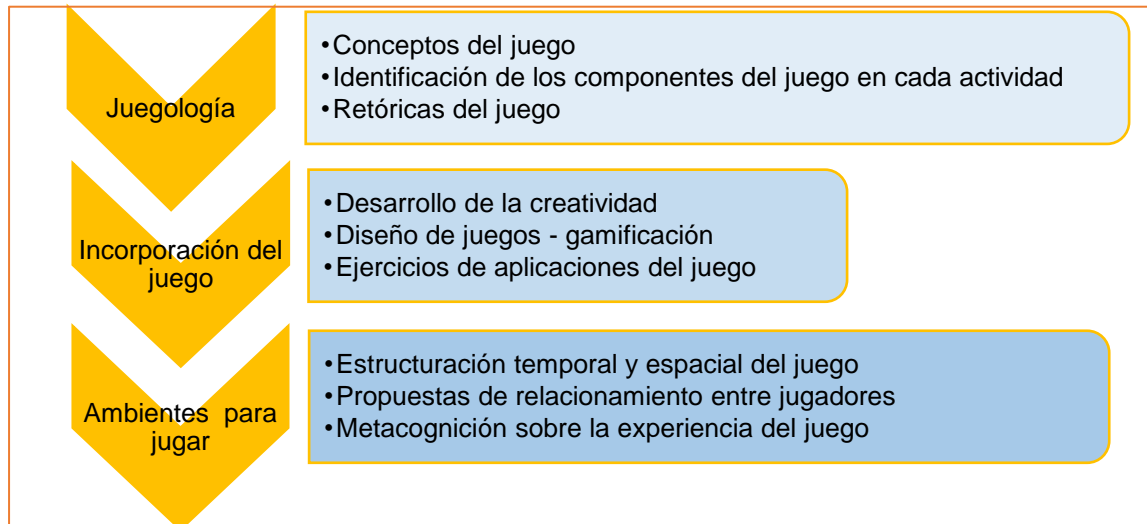 Juegología
•Conceptos del juego
•Identificación de los componentes del juego en cada actividad
•Retóricas del juego
Incorporación del
juego
•Desarrollo de la creatividad
•Diseño de juegos - gamificación
•Ejercicios de aplicaciones del juego
Ambientes para
jugar
•Estructuración temporal y espacial del juego
•Propuestas de relacionamiento entre jugadores
•Metacognición sobre la experiencia del juego